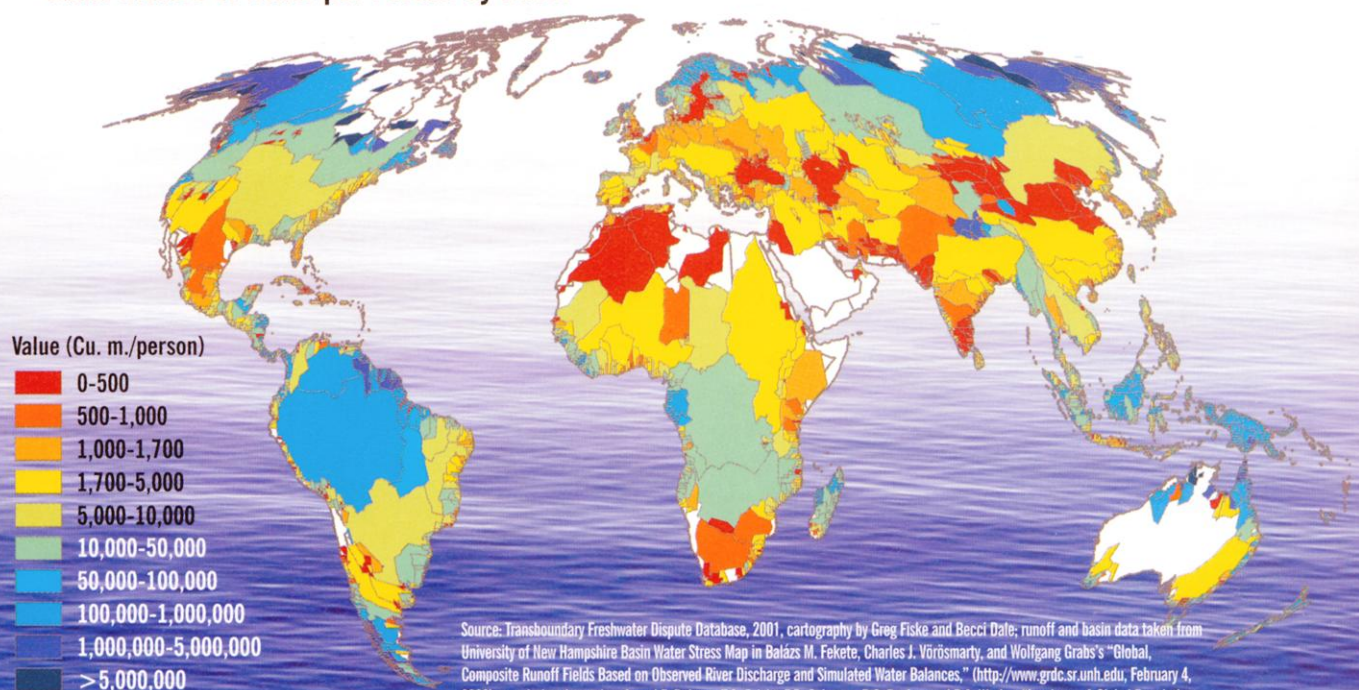 Value (Cu. m./person)
0-500
500-1,000
1,000-1,700
1,700-5,000
5,000-10,000
10,000-50,000
50,000-100,000
100,000-1,000,000
1,000,000-5,000,000
>5,000,000
Source: Transboundary Freshwater Dispute Database, 2001, cartography by Greg Fiske and Becci Dale; runoff and basin data taken from
University of New Hampshire Basin Water Stress Map in Balázs M. Fekete, Charles J. Vörösmarty, and Wolfgang Grabs's "Global,
Composite Runoff Fields Based on Observed River Discharge and Simulated Water Balances," (http://www.grdc.sr.unh.edu, February 4,